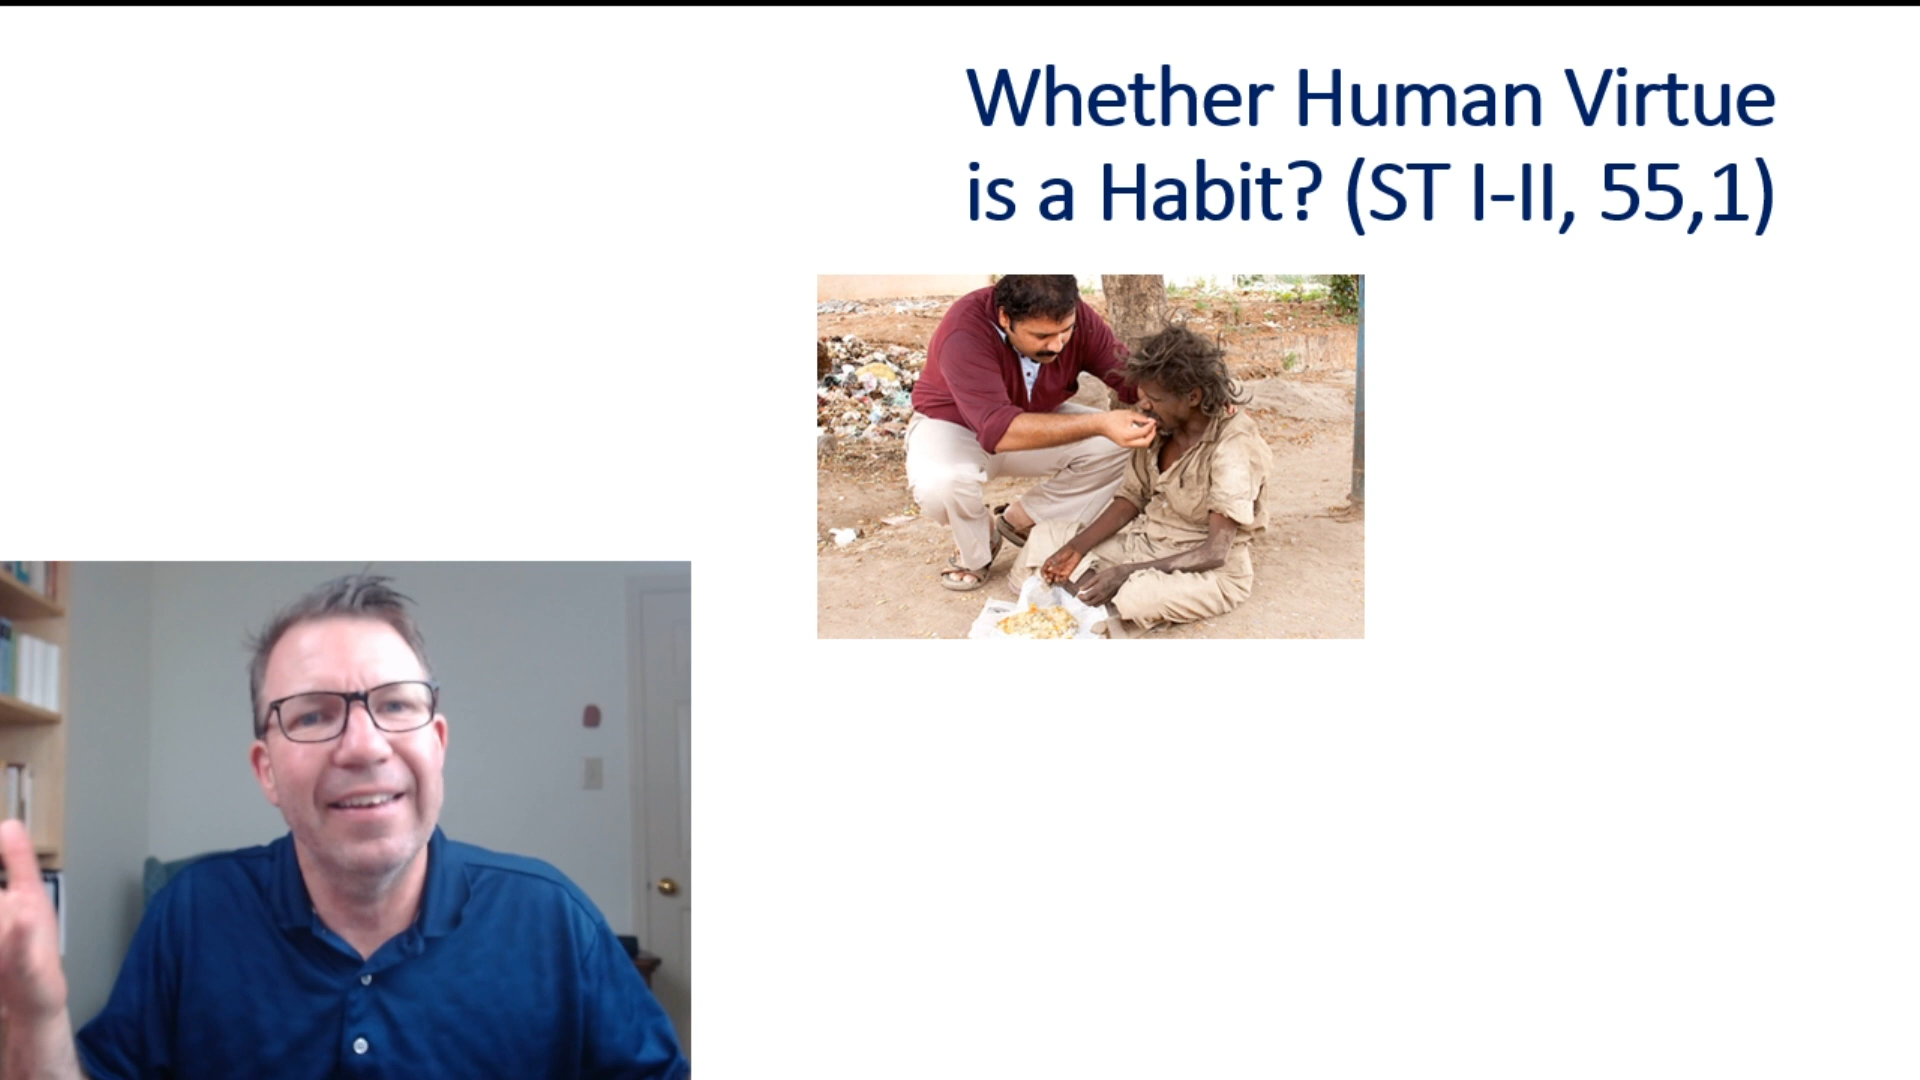 Whether Human Virtue
is a Habit? (ST I-II, 55,1)